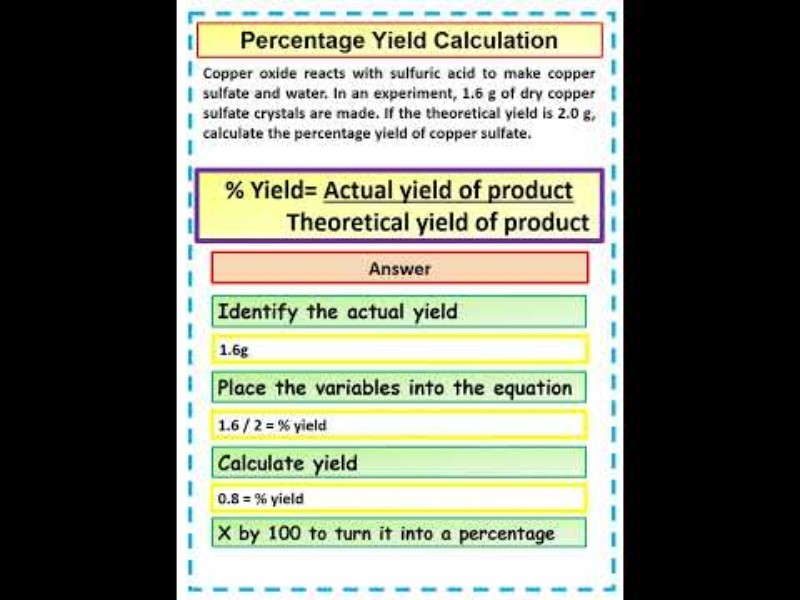 Percentage Yield Calculation
Copper oxide reacts with sulfuric acid to make copper
sulfate and water. In an experiment, 1.6 g of dry copper
sulfate crystals are made. If the theoretical yield is 2.0 g,
calculate the percentage yield of copper sulfate.
% Yield= Actual yield of product
Theoretical yield of product
Answer
Identify the actual yield
1.6g
Place the variables into the equation
1.6 / 2 = % yield
Calculate yield
0.8 = % yield
X by 100 to turn it into a percentage